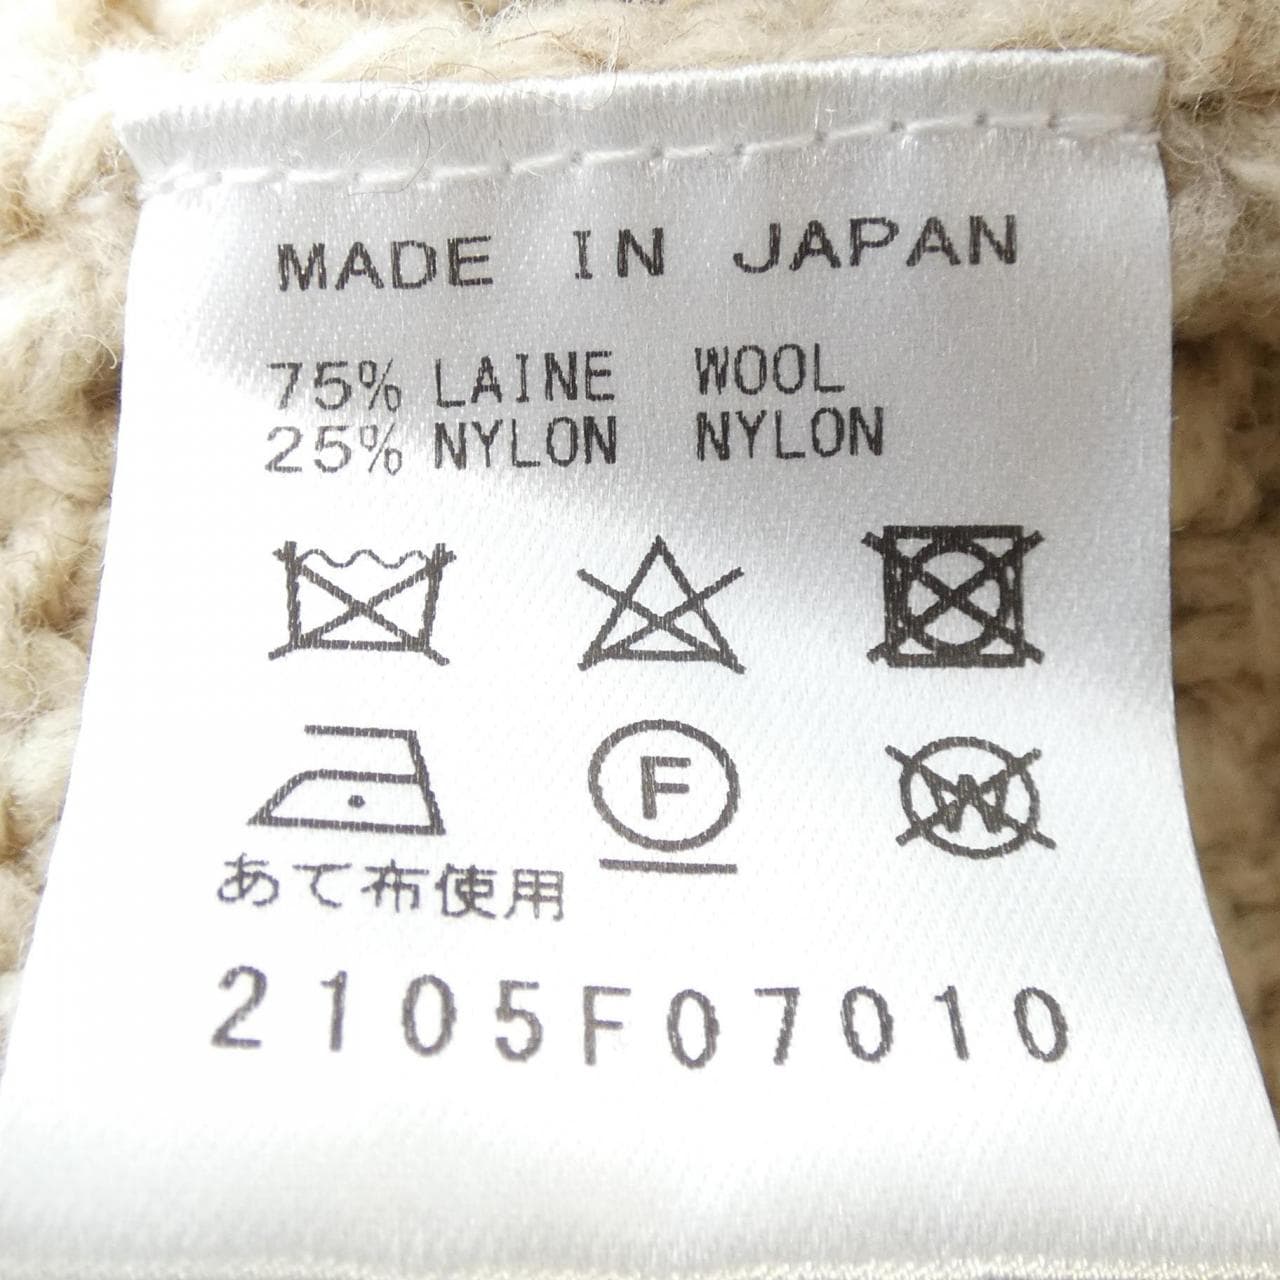 MADE IN JAPAN
75% LAINE WOOL
25% NYLON NYLON
F W
あて布使用
2105F07010